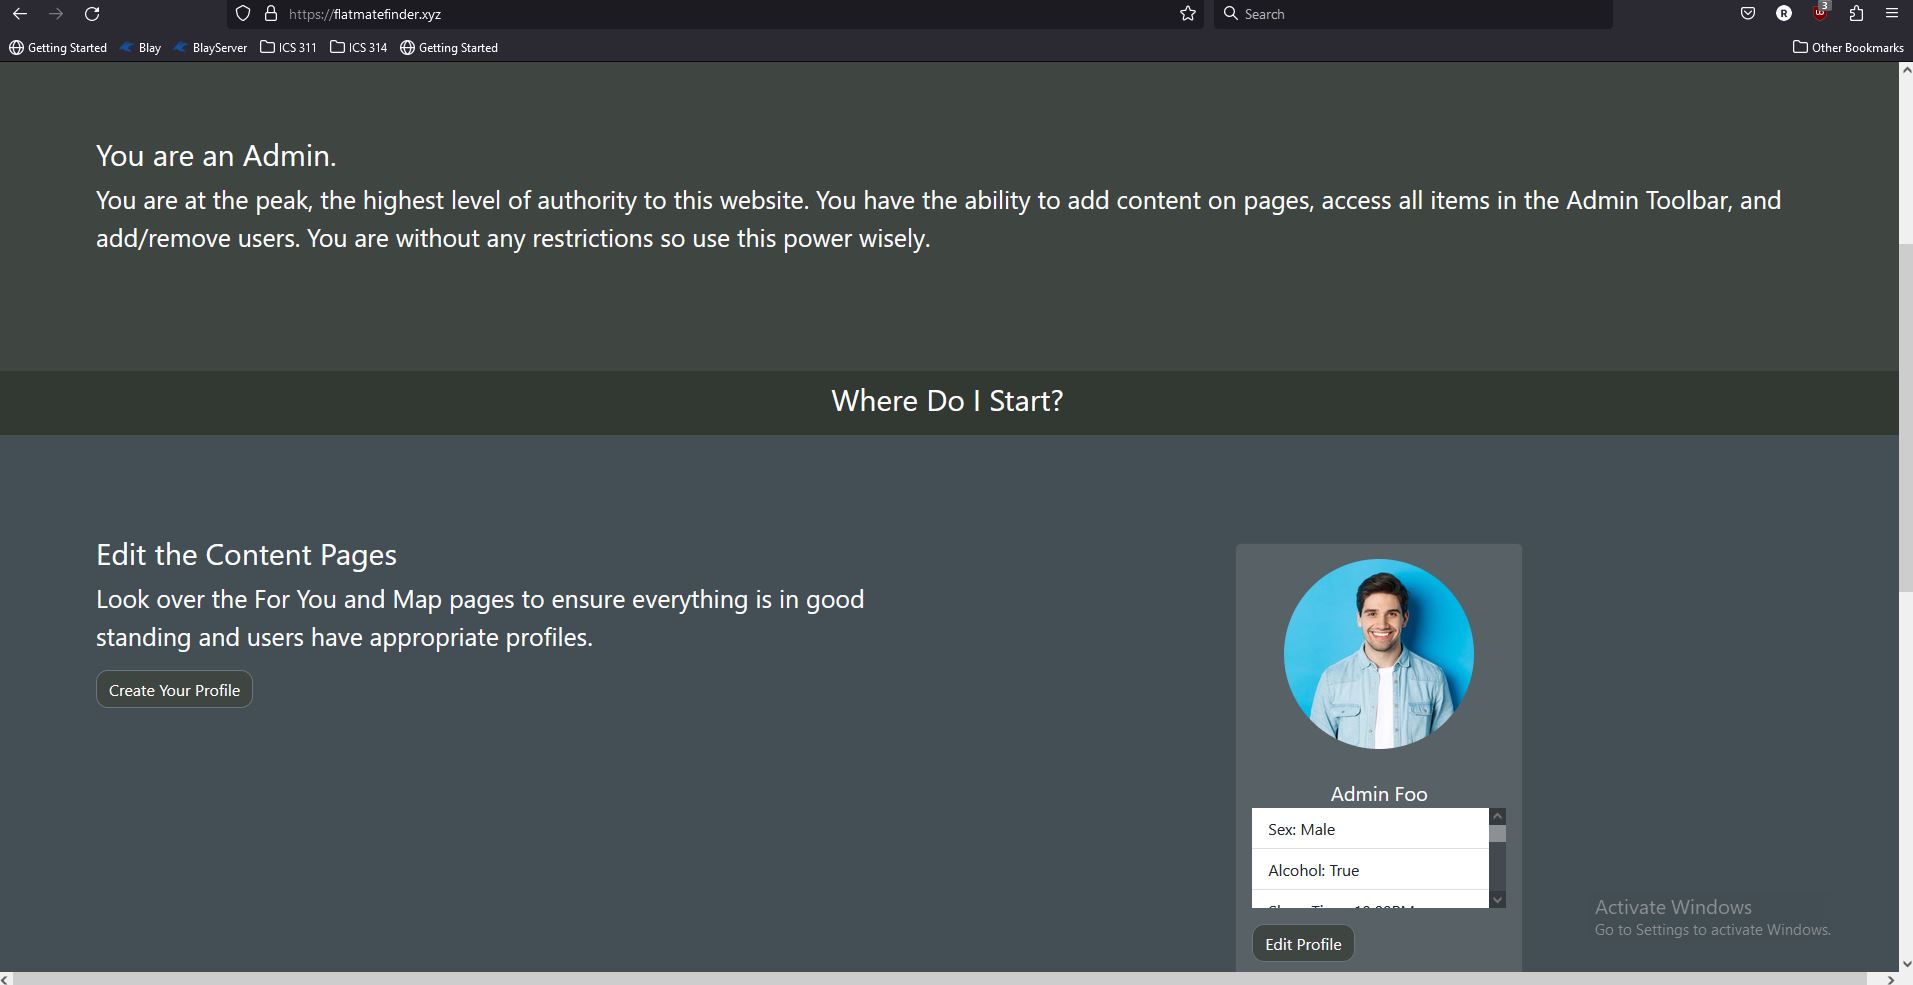 https://flatmatefinder.xyz
Search
3
R
Getting Started
Blay
BlayServer
ICS 311
ICS 314
Getting Started
Other Bookmarks
You are an Admin.
You are at the peak, the highest level of authority to this website. You have the ability to add content on pages, access all items in the Admin Toolbar, and
add/remove users. You are without any restrictions so use this power wisely.
Where Do I Start?
Edit the Content Pages
Look over the For You and Map pages to ensure everything is in good
standing and users have appropriate profiles.
Create Your Profile
Admin Foo
Sex: Male
Alcohol: True
Edit Profile
Activate Windows
Go to Settings to activate Windows.